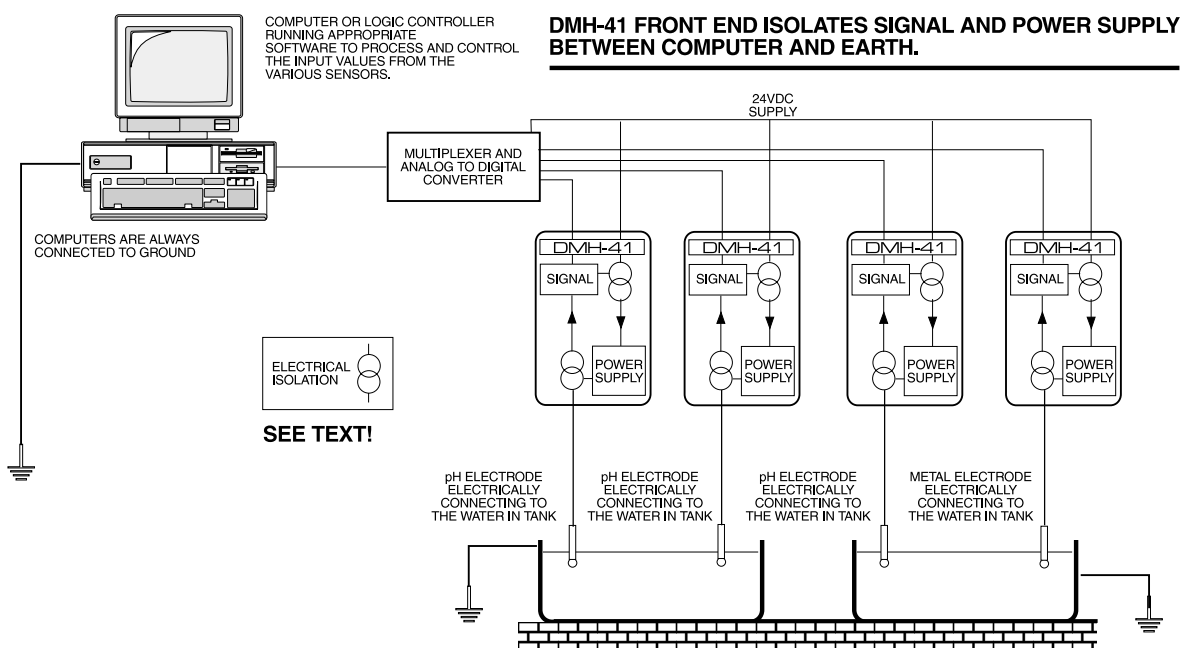 COMPUTER OR LOGIC CONTROLLER
RUNNING APPROPRIATE
SOFTWARE TO PROCESS AND CONTROL
THE INPUT VALUES FROM THE
VARIOUS SENSORS.
DMH-41 FRONT END ISOLATES SIGNAL AND POWER SUPPLY
BETWEEN COMPUTER AND EARTH.
24VDC
SUPPLY
MULTIPLEXER AND
ANALOG TO DIGITAL
CONVERTER
COMPUTERS ARE ALWAYS
CONNECTED TO GROUND
DMH-41
SIGNAL
POWER
SUPPLY
DMH-41
SIGNAL
POWER
SUPPLY
DMH-41
SIGNAL
POWER
SUPPLY
DMH-41
SIGNAL
POWER
SUPPLY
ELECTRICAL
ISOLATION
SEE TEXT!
pH ELECTRODE
ELECTRICALLY
CONNECTING TO
THE WATER IN TANK
pH ELECTRODE
ELECTRICALLY
CONNECTING TO
THE WATER IN TANK
pH ELECTRODE
ELECTRICALLY
CONNECTING TO
THE WATER IN TANK
METAL ELECTRODE
ELECTRICALLY
CONNECTING TO
THE WATER IN TANK